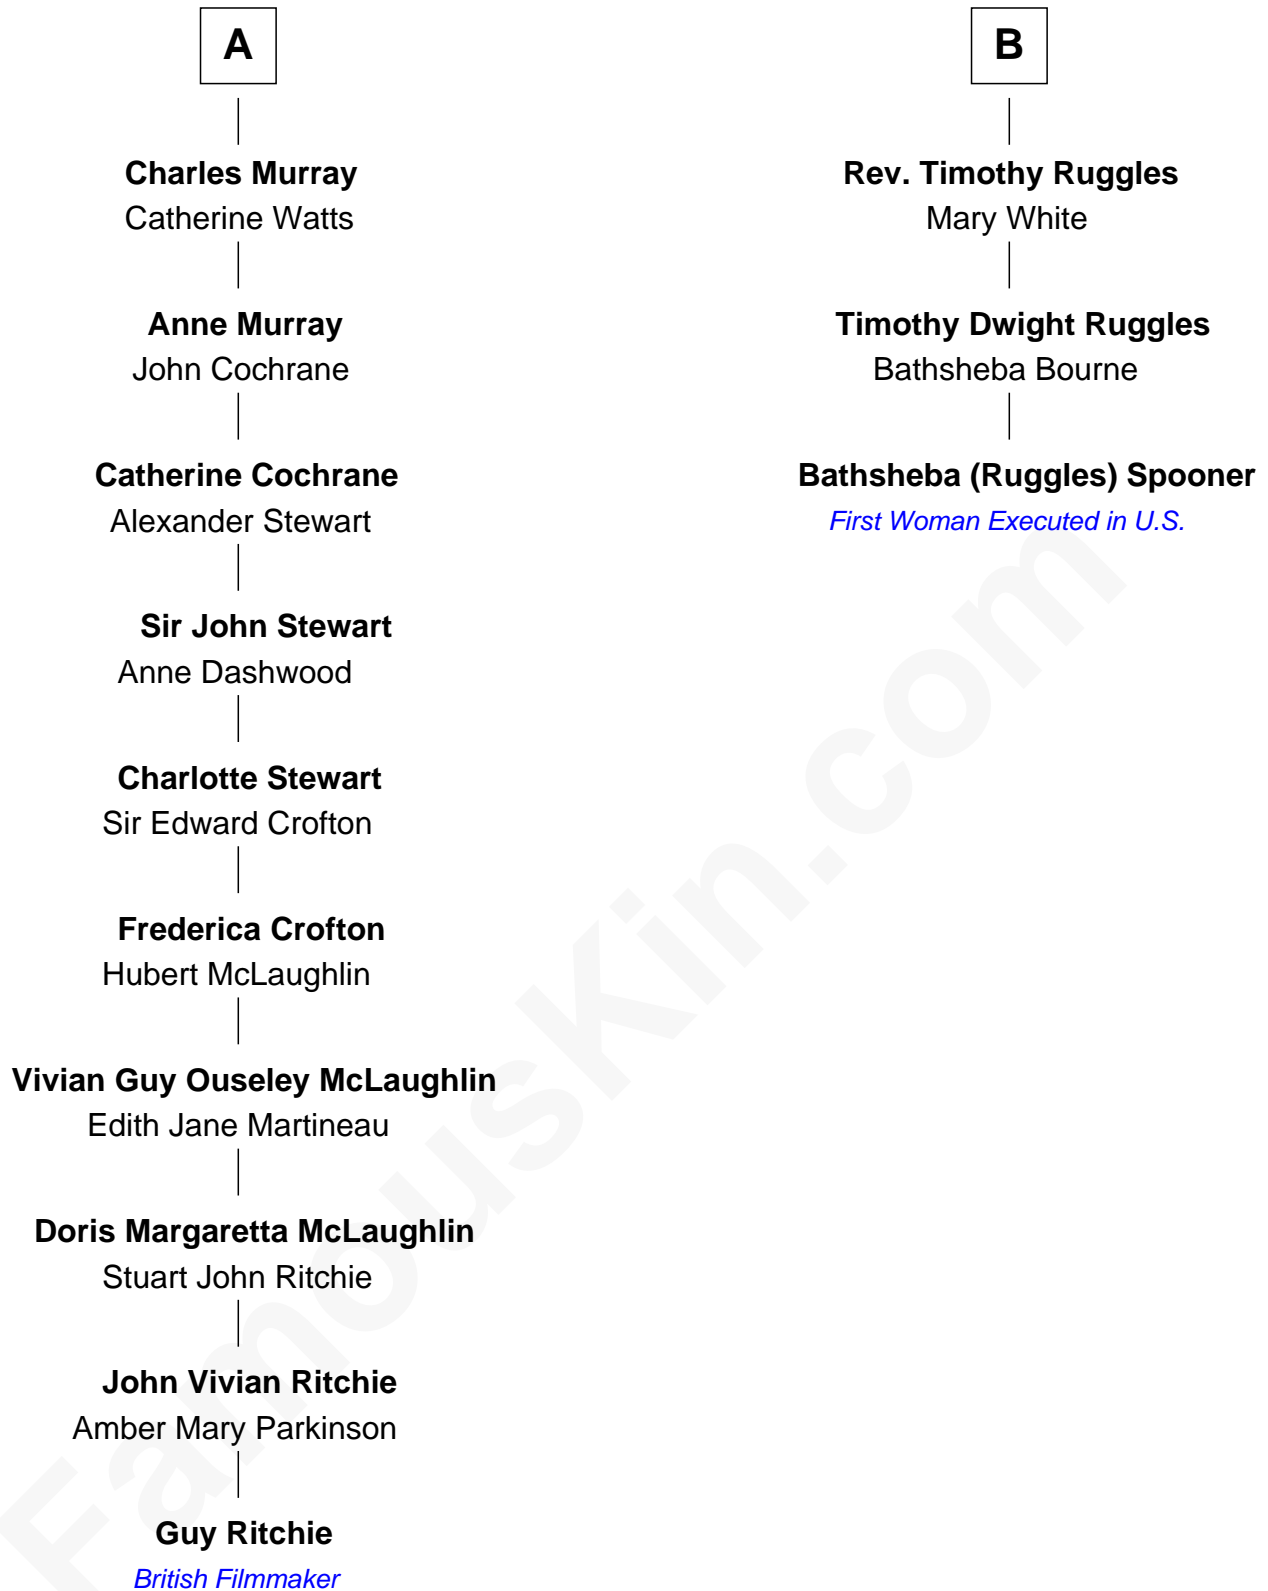 A
Charles Murray
Catherine Watts
Anne Murray
John Cochrane
Catherine Cochrane
Alexander Stewart
Sir John Stewart
Anne Dashwood
Charlotte Stewart
Sir Edward Crofton
Frederica Crofton
Hubert McLaughlin
Vivian Guy Ouseley McLaughlin
Edith Jane Martineau
Doris Margaretta McLaughlin
Stuart John Ritchie
John Vivian Ritchie
Amber Mary Parkinson
Guy Ritchie
British Filmmaker
B
Rev. Timothy Ruggles
Mary White
Timothy Dwight Ruggles
Bathsheba Bourne
Bathsheba (Ruggles) Spooner
First Woman Executed in U.S.
FamousKin.com